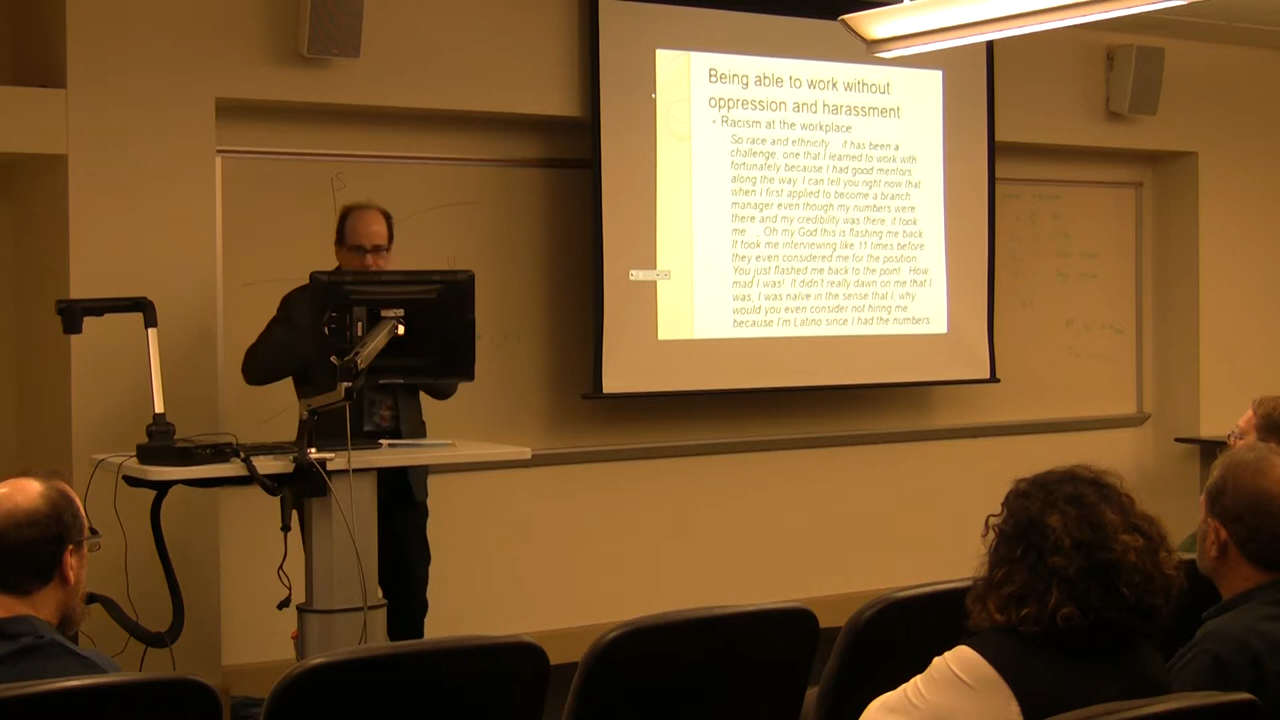 Being able to work without
oppression and harassment
• Racism at the workplace
So race and ethnicity... it has been a
challenge, one that I learned to work with
fortunately because I had good mentors
along the way. I can tell you right now that
when I first applied to become a branch
manager even though my numbers were
there and my credibility was there, it took
me ... Oh my God this is flashing me back.
It took me interviewing like 11 times before
they even considered me for the position.
You just flashed me back to the point. How
mad I was! It didn't really dawn on me that I
was, I was naïve in the sense that I, why
would you even consider not hiring me
because I'm Latino since I had the numbers